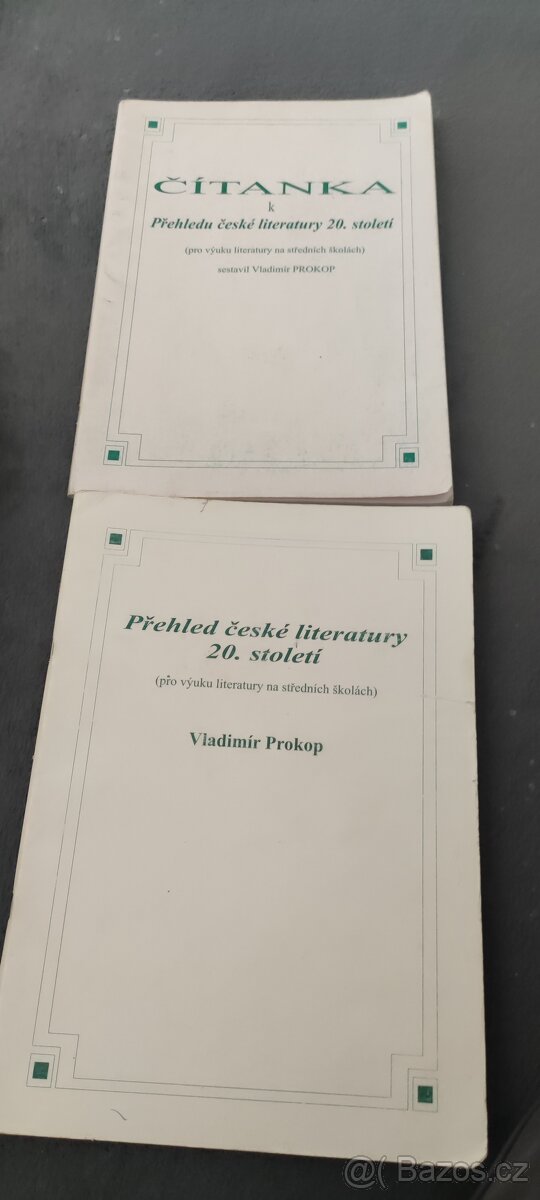 ČÍTANKA
k
Přehledu české literatury 20. století
(pro výuku literatury na středních školách)
sestavil Vladimír PROKOP
Přehled české literatury
20. století
(pro výuku literatury na středních školách)
Vladimír Prokop
Bazos.cz